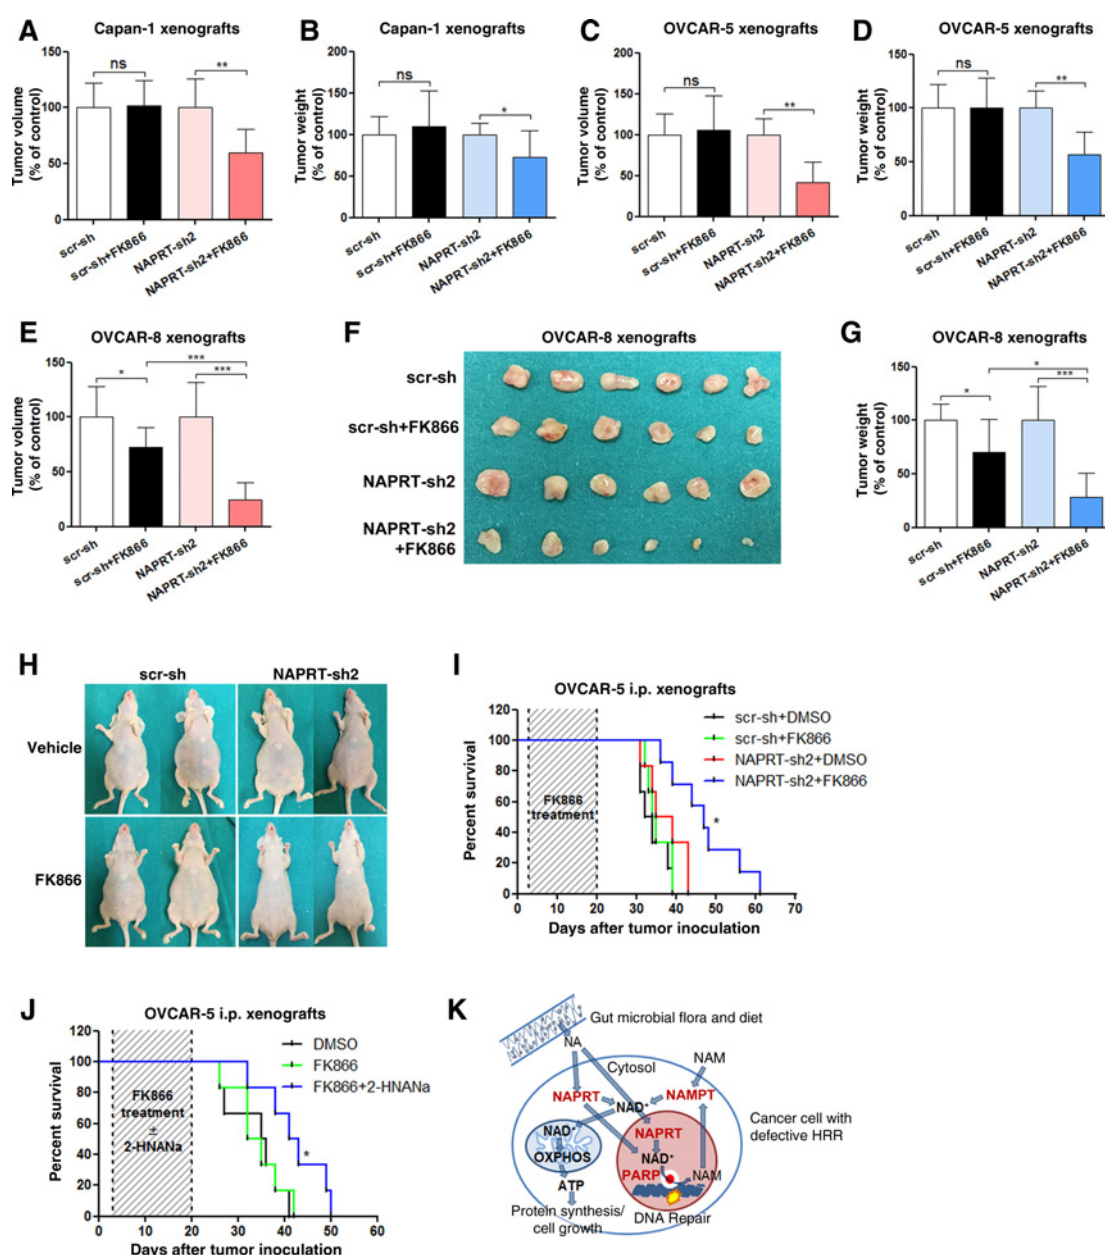 A
Capan-1 xenografts
Tumor volume
(% of control)
150
100
50
0
ns
**
scr-sh
scr-sh+FK866
NAPRT-sh2
NAPRT-sh2+FK866
B
Capan-1 xenografts
Tumor weight
(% of control)
200
150
100
50
0
ns
*
scr-sh
scr-sh+FK866
NAPRT-sh2
NAPRT-sh2+FK866
C
OVCAR-5 xenografts
Tumor volume
(% of control)
200
150
100
50
0
ns
**
scr-sh
scr-sh+FK866
NAPRT-sh2
NAPRT-sh2+FK866
D
OVCAR-5 xenografts
Tumor weight
(% of control)
150
100
50
0
ns
**
scr-sh
scr-sh+FK866
NAPRT-sh2
NAPRT-sh2+FK866
E
OVCAR-8 xenografts
Tumor volume
(% of control)
150
100
50
0
***
*
***
scr-sh
scr-sh+FK866
NAPRT-sh2
NAPRT-sh2+FK866
F
OVCAR-8 xenografts
scr-sh
scr-sh+FK866
NAPRT-sh2
NAPRT-sh2
+FK866
G
OVCAR-8 xenografts
Tumor weight
(% of control)
150
100
50
0
*
*
***
scr-sh
scr-sh+FK866
NAPRT-sh2
NAPRT-sh2+FK866
H
scr-sh NAPRT-sh2
Vehicle
FK866
I
OVCAR-5 i.p. xenografts
Percent survival
120
100
80
60
40
20
0
FK866
treatment
scr-sh+DMSO
scr-sh+FK866
NAPRT-sh2+DMSO
NAPRT-sh2+FK866
*
0 10 20 30 40 50 60 70
Days after tumor inoculation
J
OVCAR-5 i.p. xenografts
Percent survival
120
100
80
60
40
20
0
FK866
treatment
±
2-HNANa
DMSO
FK866
FK866+2-HNANa
*
0 10 20 30 40 50 60
Days after tumor inoculation
K
Gut microbial flora and diet
NA
Cytosol
NAM
NAPRT
NAD+
NAMPT
Cancer cell with
defective HRR
NAD+
OXPHOS
NAPRT
NAD+
PARP
NAM
ATP
Protein synthesis/
cell growth
DNA Repair